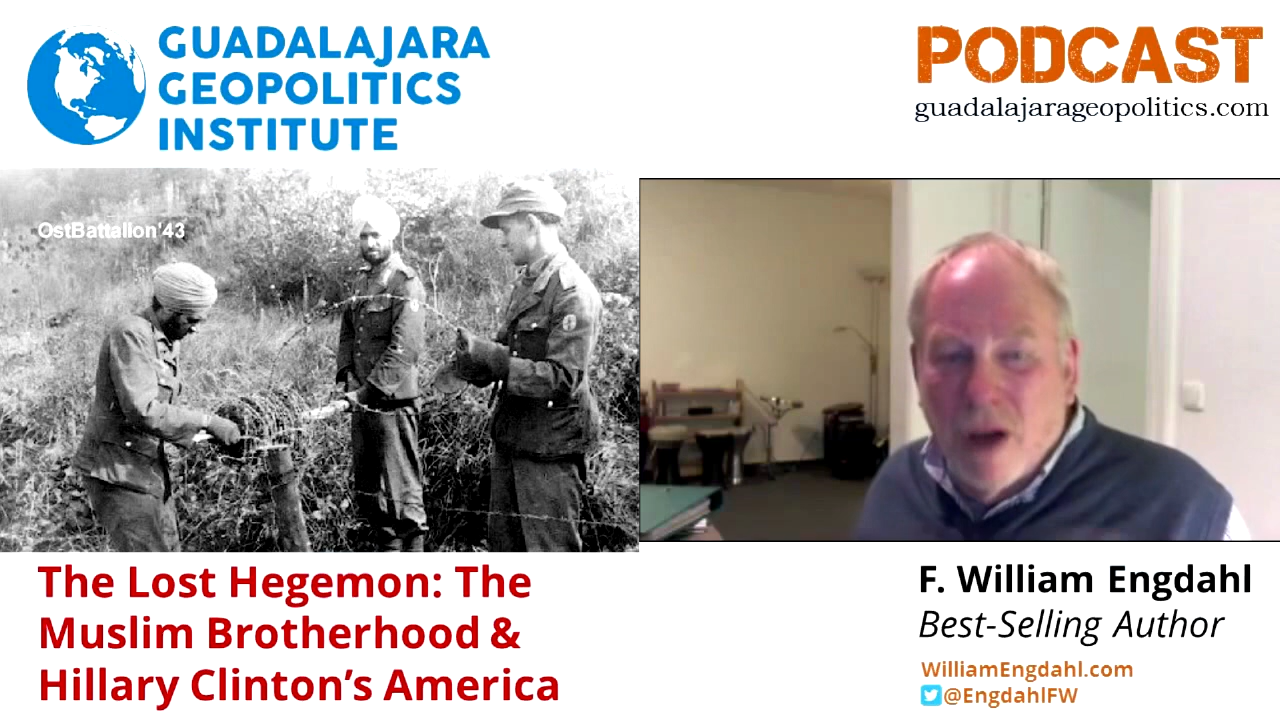 GUADALAJARA
GEOPOLITICS
INSTITUTE
PODCAST
guadalajarageopolitics.com
OstBattalion'43
The Lost Hegemon: The
Muslim Brotherhood &
Hillary Clinton’s America
F. William Engdahl
Best-Selling Author
WilliamEngdahl.com
@EngdahlFW